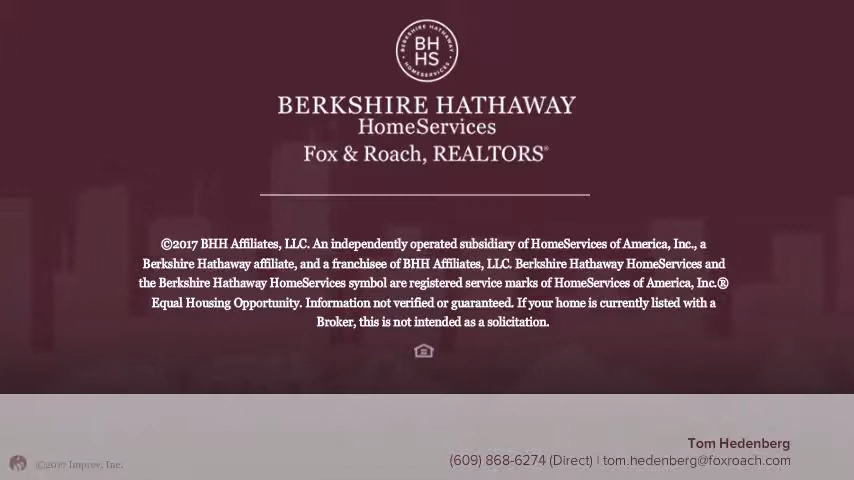 BERKSHIRE HATHAWAY
HOMESERVICES
BH
HS
BERKSHIRE HATHAWAY
HomeServices
Fox & Roach, REALTORS®
©2017 BHH Affiliates, LLC. An independently operated subsidiary of HomeServices of America, Inc., a
Berkshire Hathaway affiliate, and a franchisee of BHH Affiliates, LLC. Berkshire Hathaway HomeServices and
the Berkshire Hathaway HomeServices symbol are registered service marks of HomeServices of America, Inc.®
Equal Housing Opportunity. Information not verified or guaranteed. If your home is currently listed with a
Broker, this is not intended as a solicitation.
Tom Hedenberg
(609) 868-6274 (Direct) | tom.hedenberg@foxroach.com
©2017 Imprev, Inc.